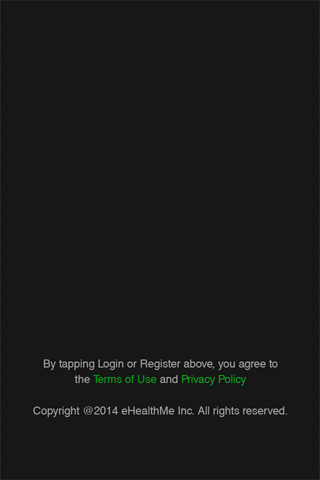 By tapping Login or Register above, you agree to
the Terms of Use and Privacy Policy
Copyright @2014 eHealthMe Inc. All rights reserved.